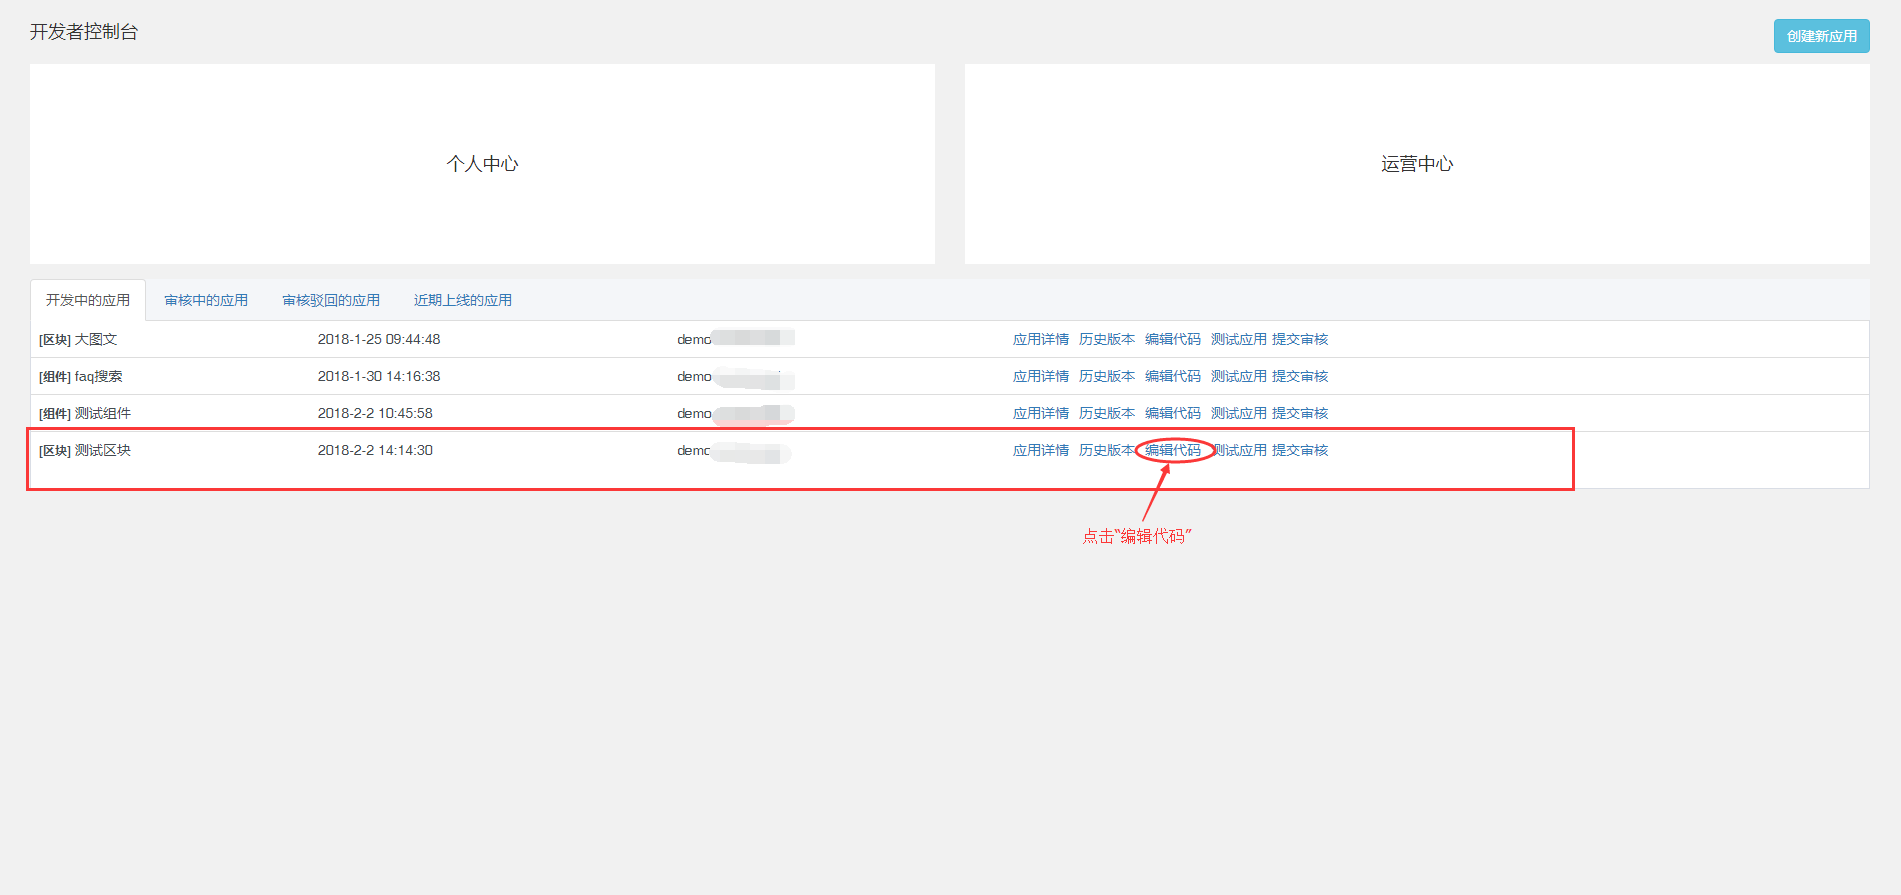 开发者控制台
创建新应用
个人中心
运营中心
开发中的应用 审核中的应用 审核驳回的应用 近期上线的应用
[区块] 大图文 2018-1-25 09:44:48 demo 应用详情 历史版本 编辑代码 测试应用 提交审核
[组件] faq搜索 2018-1-30 14:16:38 demo 应用详情 历史版本 编辑代码 测试应用 提交审核
[组件] 测试组件 2018-2-2 10:45:58 demo 应用详情 历史版本 编辑代码 测试应用 提交审核
[区块] 测试区块 2018-2-2 14:14:30 demo 应用详情 历史版本 编辑代码 测试应用 提交审核
点击“编辑代码”